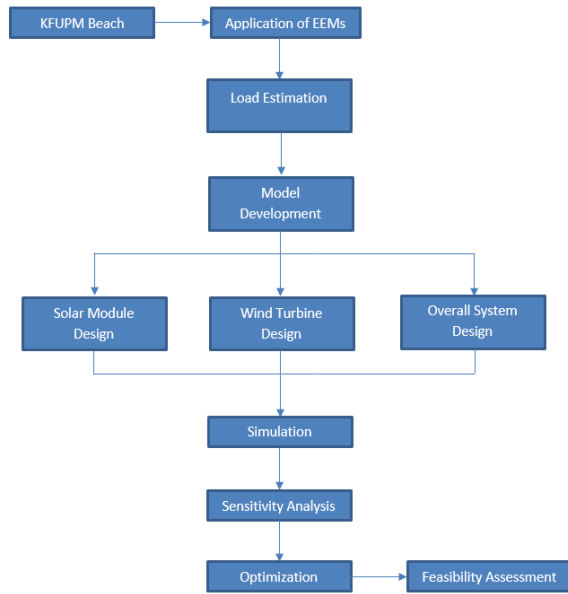 KFUPM Beach
Application of EEMs
Load Estimation
Model
Development
Solar Module
Design
Wind Turbine
Design
Overall System
Design
Simulation
Sensitivity Analysis
Optimization
Feasibility Assessment